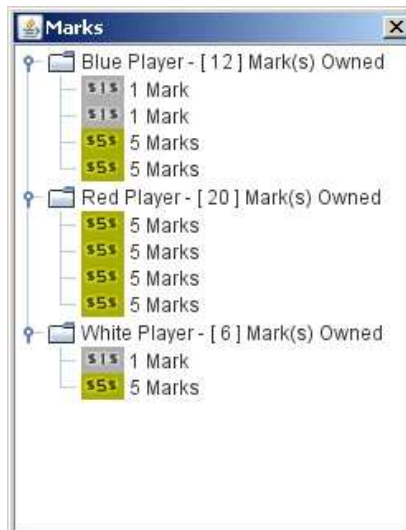 Marks
Blue Player - [ 12 ] Mark(s) Owned
$1$ 1 Mark
$1$ 1 Mark
$5$ 5 Marks
$5$ 5 Marks
Red Player - [ 20 ] Mark(s) Owned
$5$ 5 Marks
$5$ 5 Marks
$5$ 5 Marks
$5$ 5 Marks
White Player - [ 6 ] Mark(s) Owned
$1$ 1 Mark
$5$ 5 Marks